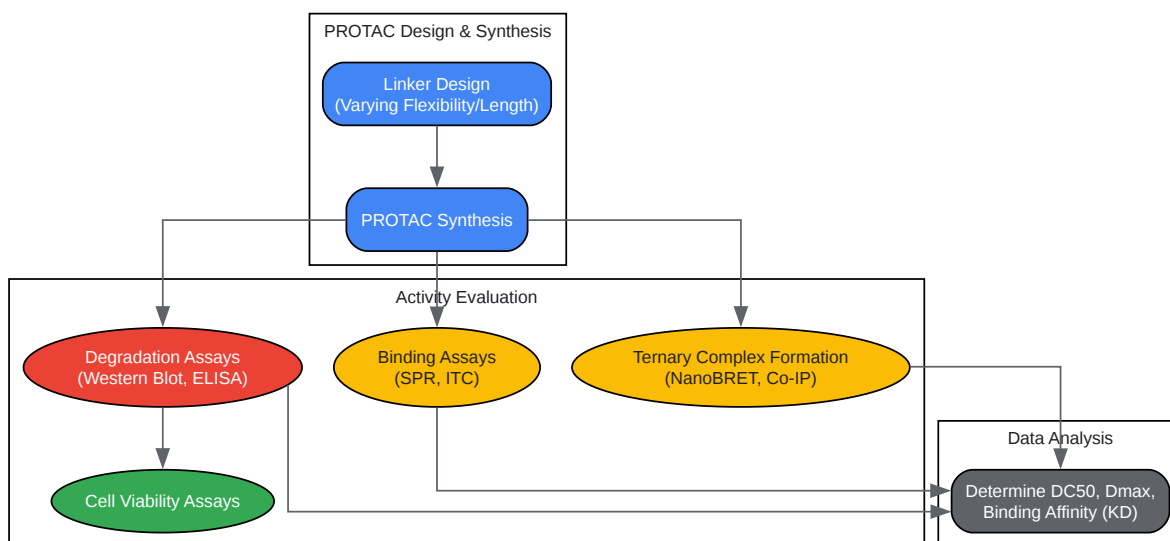 PROTAC Design & Synthesis
Linker Design
(Varying Flexibility/Length)
PROTAC Synthesis
Activity Evaluation
Degradation Assays
(Western Blot, ELISA)
Binding Assays
(SPR, ITC)
Ternary Complex Formation
(NanoBRET, Co-IP)
Cell Viability Assays
Data Analysis
Determine DC50, Dmax,
Binding Affinity (KD)